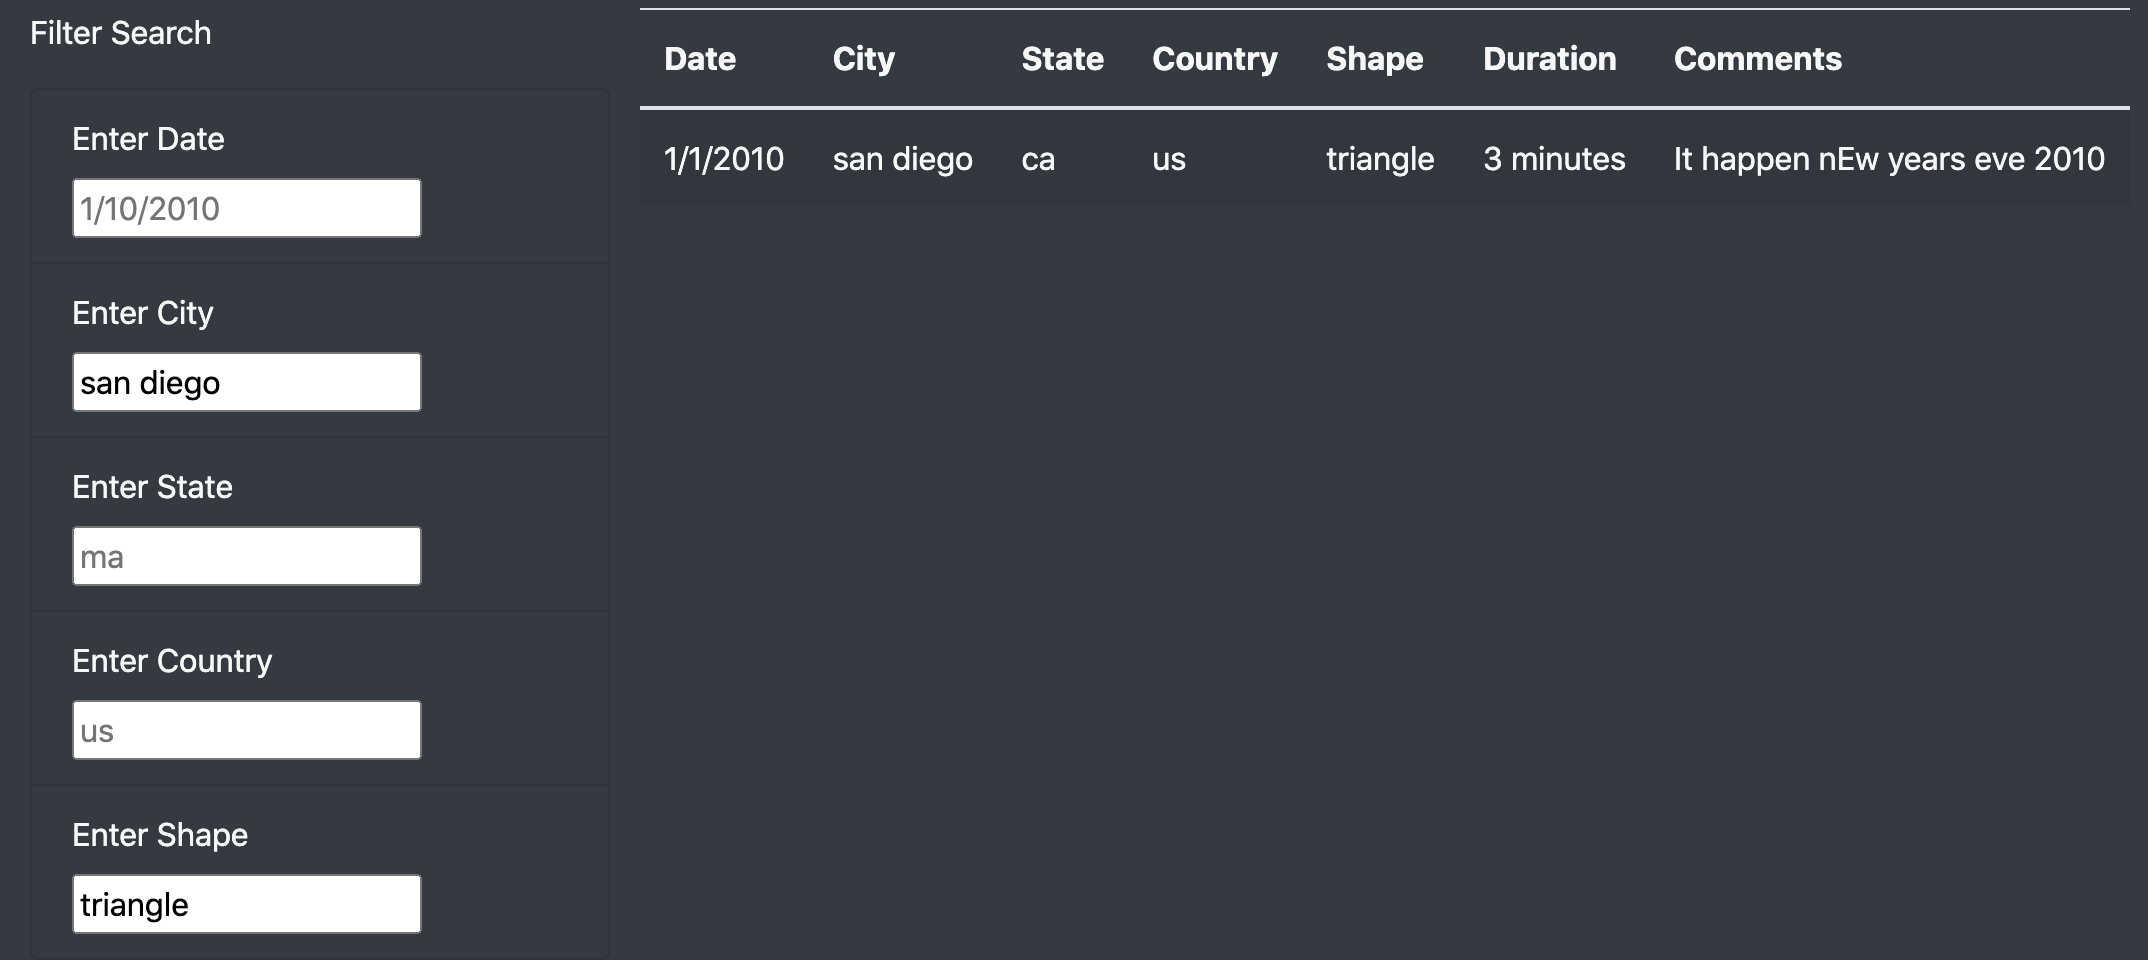 Filter Search
Enter Date
1/10/2010
Enter City
san diego
Enter State
ma
Enter Country
us
Enter Shape
triangle
Date City State Country Shape Duration Comments
1/1/2010 san diego ca us triangle 3 minutes It happen nEw years eve 2010